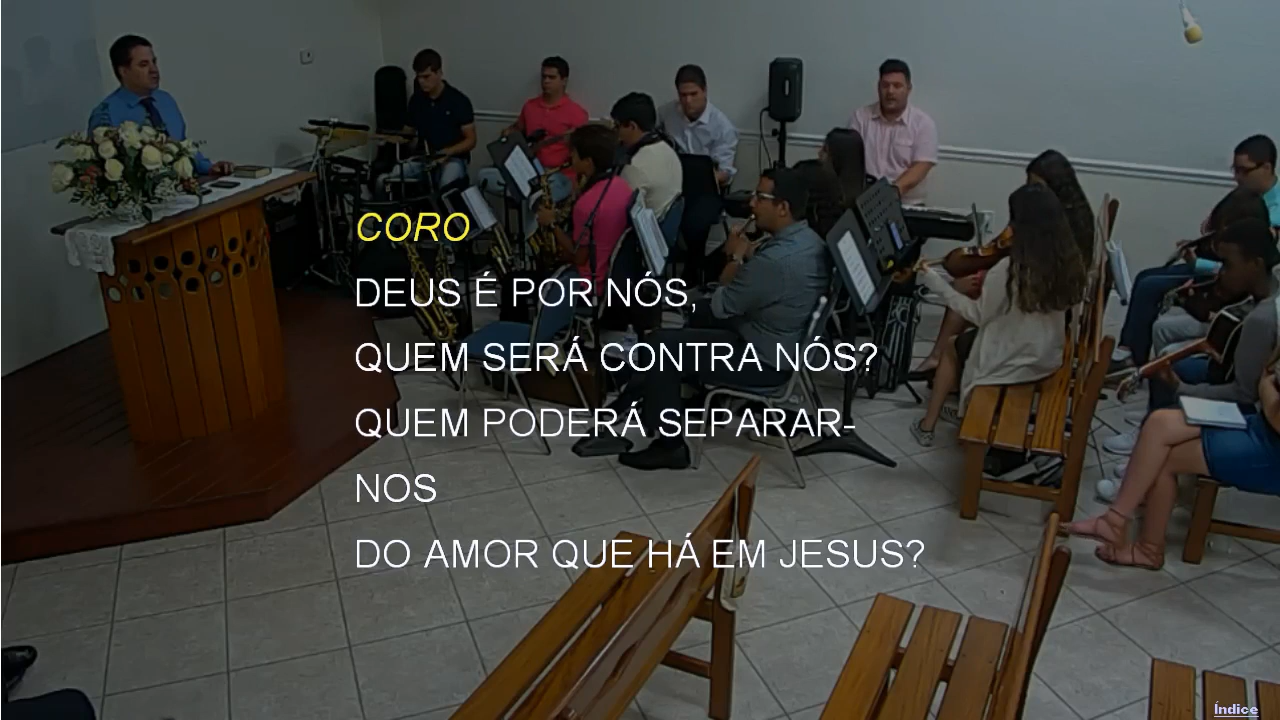 CORO
DEUS É POR NÓS,
QUEM SERÁ CONTRA NÓS?
QUEM PODERÁ SEPARAR-
NOS
DO AMOR QUE HÁ EM JESUS?
Índice